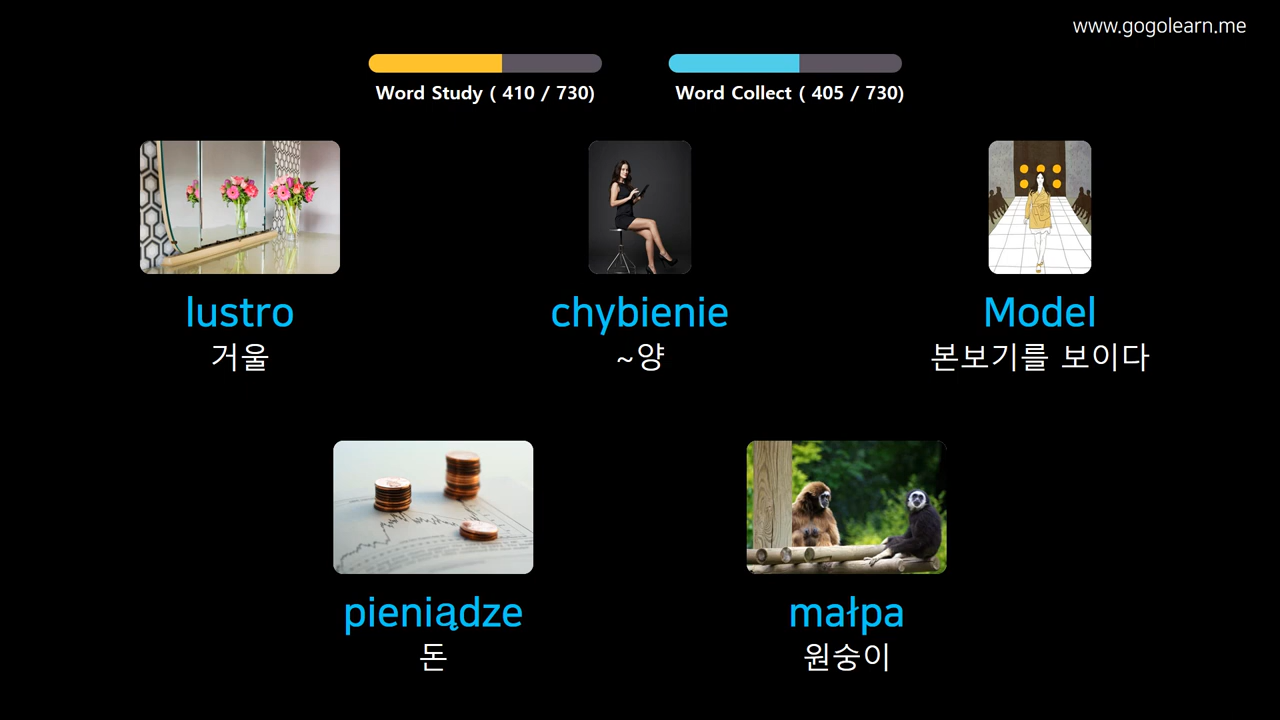 www.gogolearn.me
Word Study ( 410 / 730)
Word Collect ( 405 / 730)
lustro
거울
chybienie
~양
Model
본보기를 보이다
pieniądze
돈
małpa
원숭이